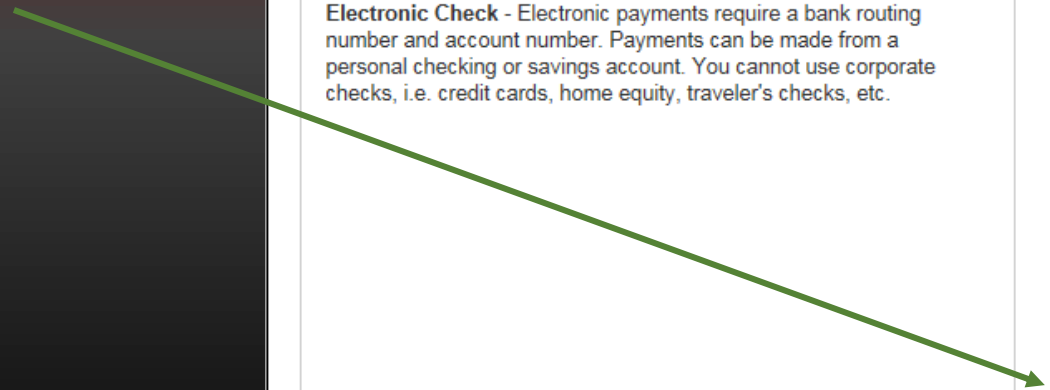 Electronic Check - Electronic payments require a bank routing
number and account number. Payments can be made from a
personal checking or savings account. You cannot use corporate
checks, i.e. credit cards, home equity, traveler's checks, etc.